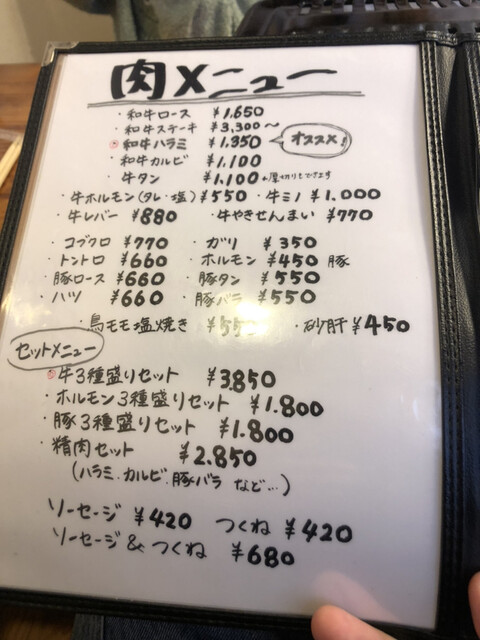 肉メニュー
・和牛ロース ¥1,650
・和牛ステーキ ¥3,300〜
・和牛ハラミ ¥1,350 オススメ!
・和牛カルビ ¥1,100
・牛タン ¥1,100 ←厚切りもできます
・牛ホルモン(タレ・塩) ¥550 ・牛ミノ ¥1.000
・牛レバー ¥880 ・牛やきせんまい ¥770
・コブクロ ¥770 ・ガリ ¥350
・トントロ ¥660 ・ホルモン ¥450 豚
・豚ロース ¥660 ・豚タン ¥550
・ハツ ¥660 ・豚バラ ¥550
・鳥モモ塩焼き ¥550 ・砂肝 ¥450
セットメニュー
・牛3種盛りセット ¥3,850
・ホルモン3種盛りセット ¥1.800
・豚3種盛りセット ¥1.800
・精肉セット ¥2.850
(ハラミ.カルビ.豚バラ など…)
ソーセージ ¥420 つくね ¥420
ソーセージ&つくね ¥680